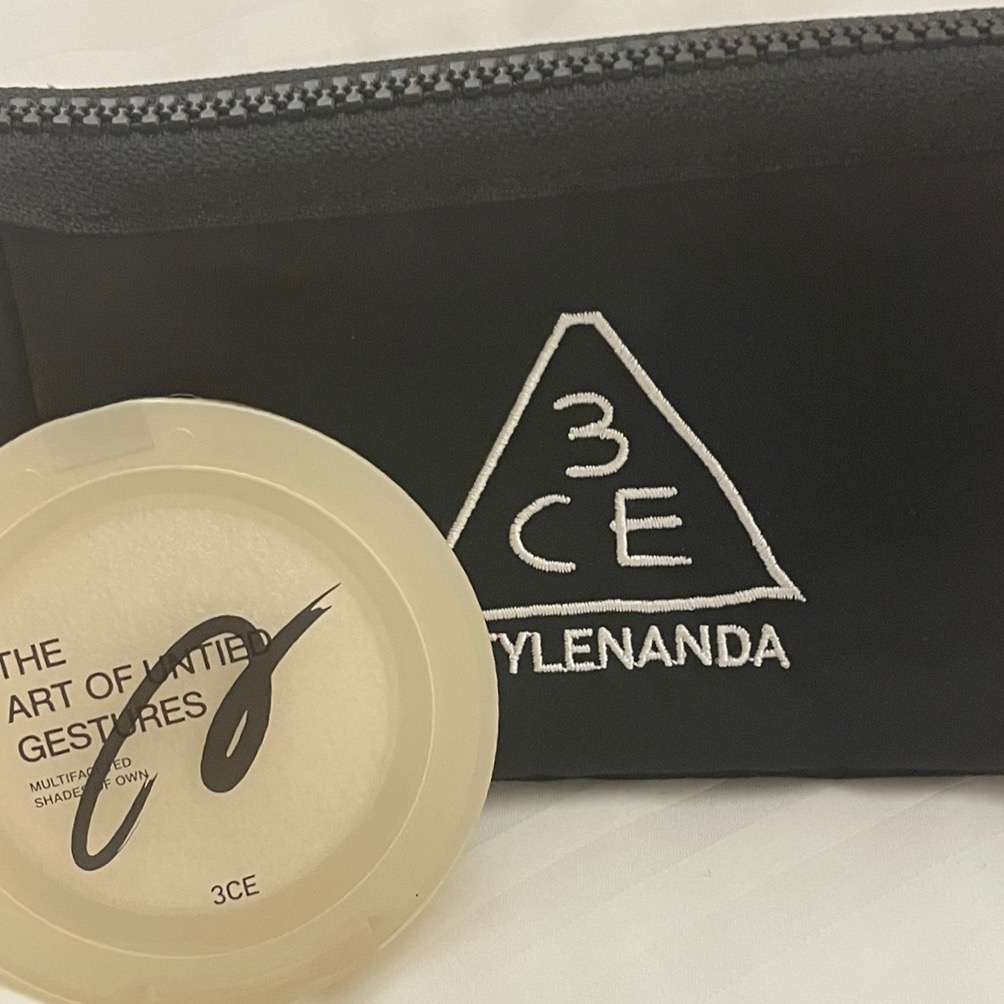 3
CE
TYLENANDA
THE
ART OF UNTIED
GESTURES
MULTIFACETED
SHADES OF OWN
3CE